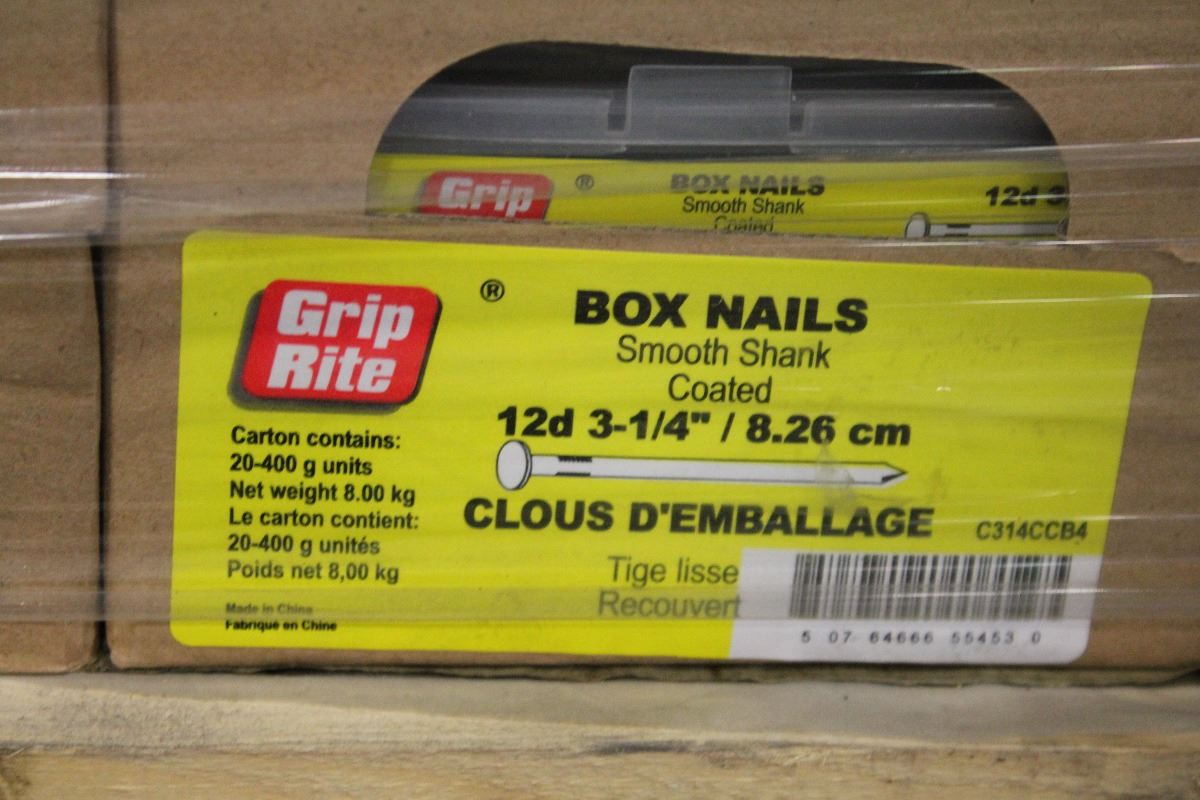 Grip
®
BOX NAILS
Smooth Shank
Coated
12d 3
Grip
Rite
®
BOX NAILS
Smooth Shank
Coated
12d 3-1/4" / 8.26 cm
Carton contains:
20-400 g units
Net weight 8.00 kg
Le carton contient:
20-400 g unités
Poids net 8,00 kg
Made in China
Fabriqué en Chine
CLOUS D'EMBALLAGE
C314CCB4
Tige lisse
Recouvert
5 07 64666 55453 0